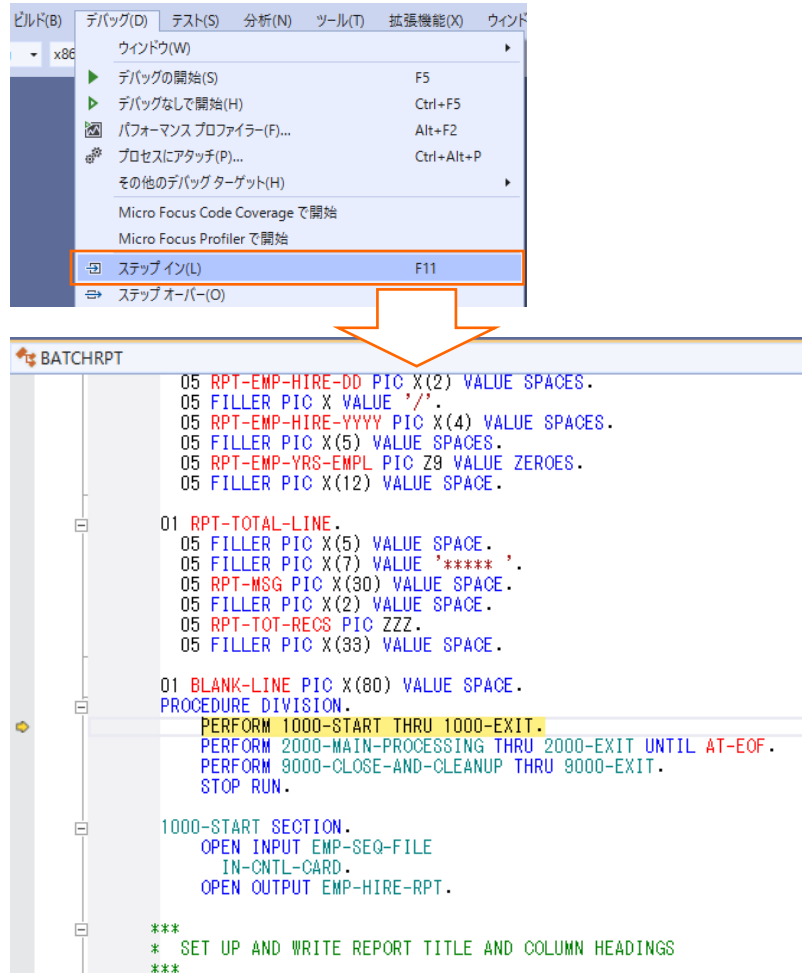 ビルド(B) デバッグ(D) テスト(S) 分析(N) ツール(T) 拡張機能(X) ウィンド
x86
ウィンドウ(W)
デバッグの開始(S) F5
デバッグなしで開始(H) Ctrl+F5
パフォーマンス プロファイラー(F)... Alt+F2
プロセスにアタッチ(P)... Ctrl+Alt+P
その他のデバッグ ターゲット(H)
Micro Focus Code Coverage で開始
Micro Focus Profiler で開始
ステップ イン(L) F11
ステップ オーバー(O)
BATCHRPT
05 RPT-EMP-HIRE-DD PIC X(2) VALUE SPACES.
05 FILLER PIC X VALUE '/'.
05 RPT-EMP-HIRE-YYYY PIC X(4) VALUE SPACES.
05 FILLER PIC X(5) VALUE SPACES.
05 RPT-EMP-YRS-EMPL PIC Z9 VALUE ZEROES.
05 FILLER PIC X(12) VALUE SPACE.
01 RPT-TOTAL-LINE.
05 FILLER PIC X(5) VALUE SPACE.
05 FILLER PIC X(7) VALUE '***** '.
05 RPT-MSG PIC X(30) VALUE SPACE.
05 FILLER PIC X(2) VALUE SPACE.
05 RPT-TOT-RECS PIC ZZZ.
05 FILLER PIC X(33) VALUE SPACE.
01 BLANK-LINE PIC X(80) VALUE SPACE.
PROCEDURE DIVISION.
PERFORM 1000-START THRU 1000-EXIT.
PERFORM 2000-MAIN-PROCESSING THRU 2000-EXIT UNTIL AT-EOF.
PERFORM 9000-CLOSE-AND-CLEANUP THRU 9000-EXIT.
STOP RUN.
1000-START SECTION.
OPEN INPUT EMP-SEQ-FILE
IN-CNTL-CARD.
OPEN OUTPUT EMP-HIRE-RPT.
***
* SET UP AND WRITE REPORT TITLE AND COLUMN HEADINGS
***